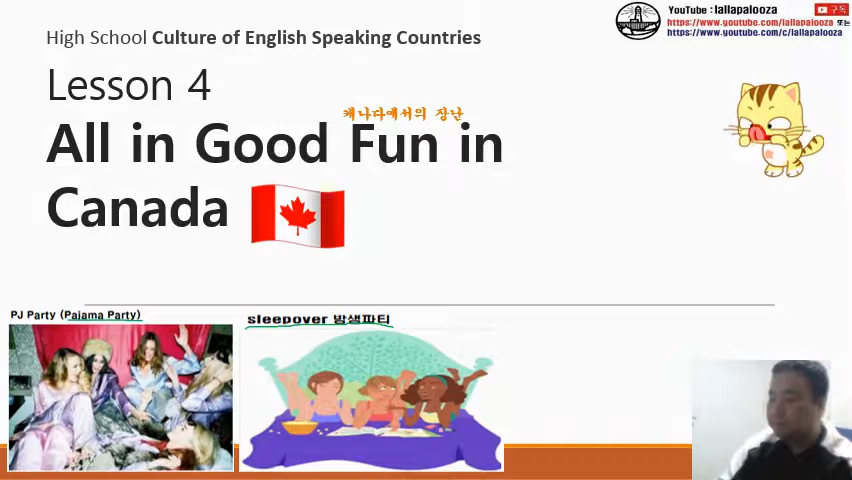 High School Culture of English Speaking Countries
YouTube : lallapalooza
구독
https://www.youtube.com/lallapalooza 또는
https://www.youtube.com/c/lallapalooza
Lesson 4
캐나다에서의 장난
All in Good Fun in
Canada
PJ Party (Pajama Party)
sleepover 밤샘파티